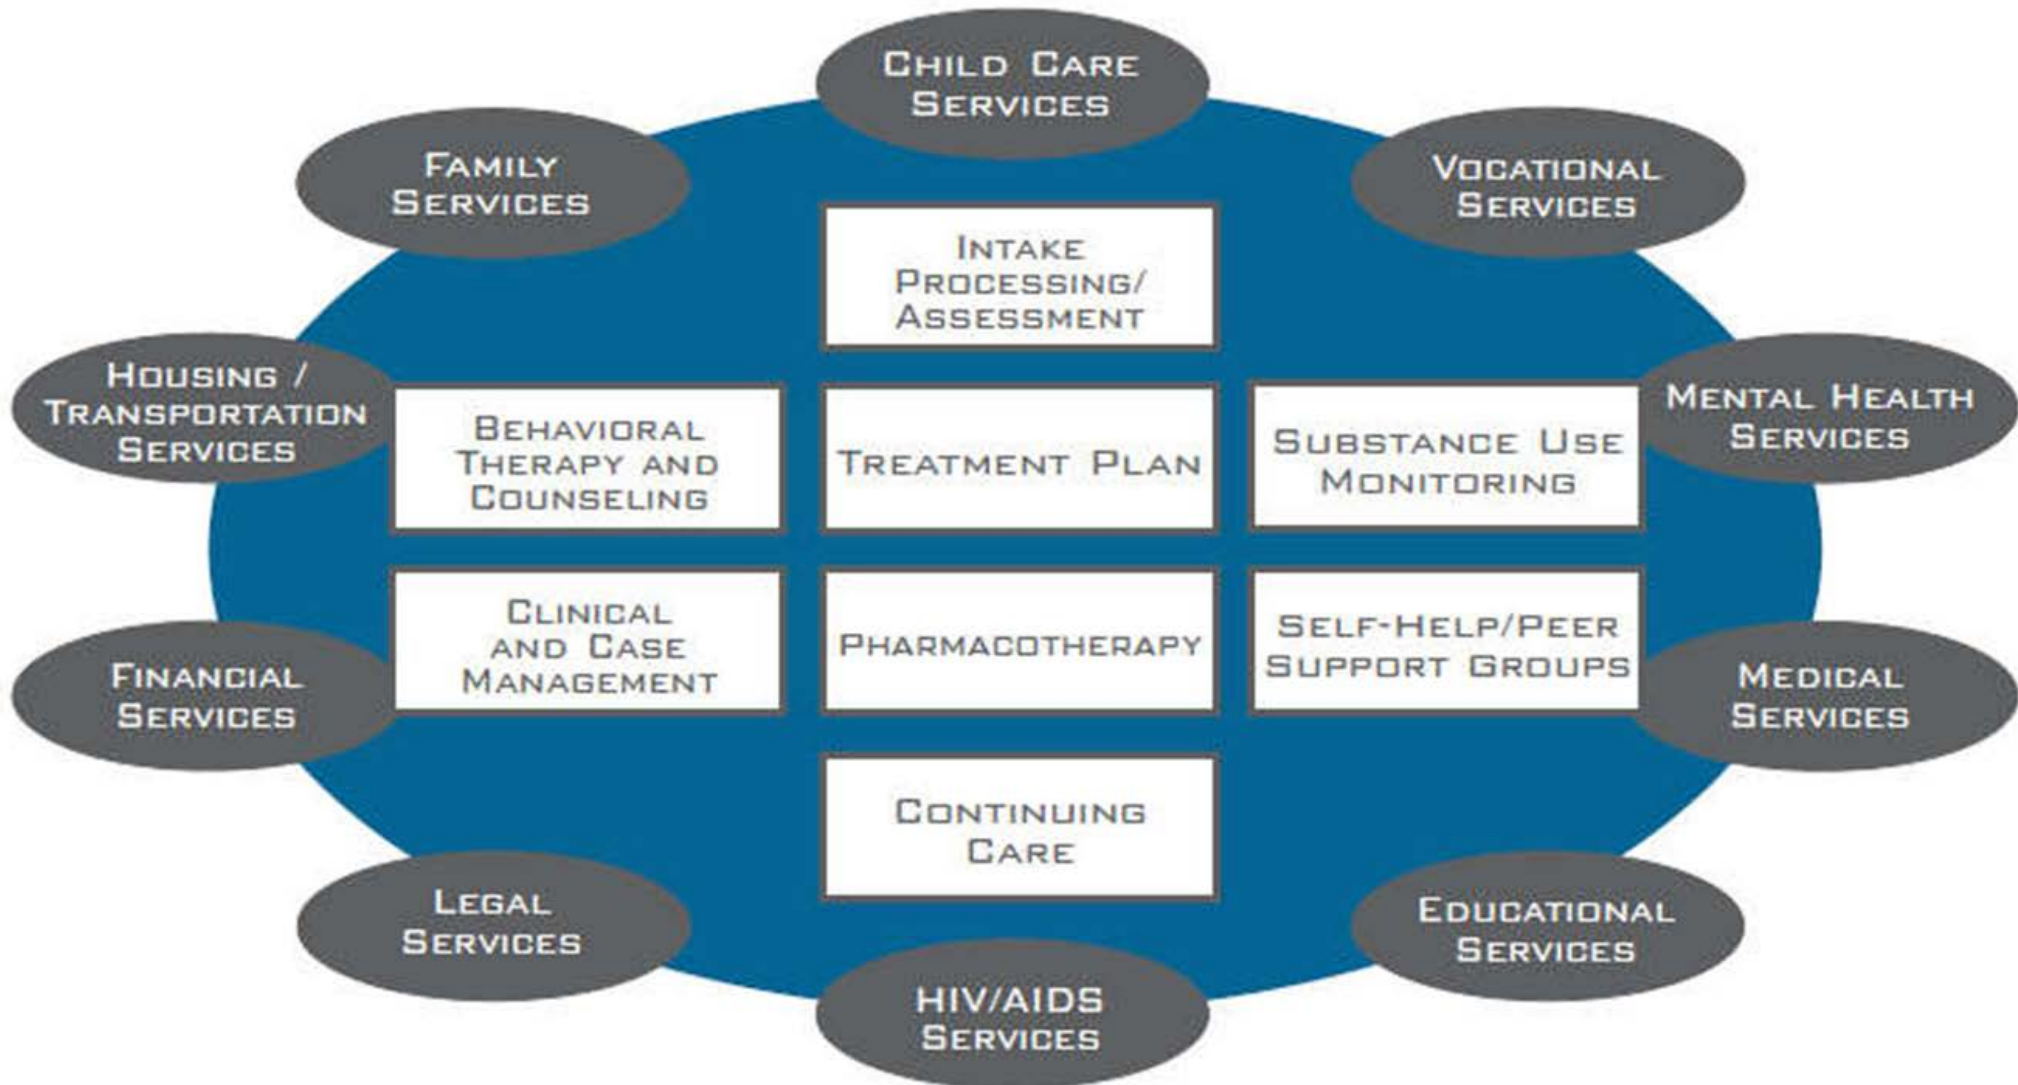 CHILD CARE
SERVICES
FAMILY
SERVICES
VOCATIONAL
SERVICES
INTAKE
PROCESSING/
ASSESSMENT
HOUSING /
TRANSPORTATION
SERVICES
BEHAVIORAL
THERAPY AND
COUNSELING
TREATMENT PLAN
SUBSTANCE USE
MONITORING
MENTAL HEALTH
SERVICES
FINANCIAL
SERVICES
CLINICAL
AND CASE
MANAGEMENT
PHARMACOTHERAPY
SELF-HELP/PEER
SUPPORT GROUPS
MEDICAL
SERVICES
CONTINUING
CARE
LEGAL
SERVICES
HIV/AIDS
SERVICES
EDUCATIONAL
SERVICES